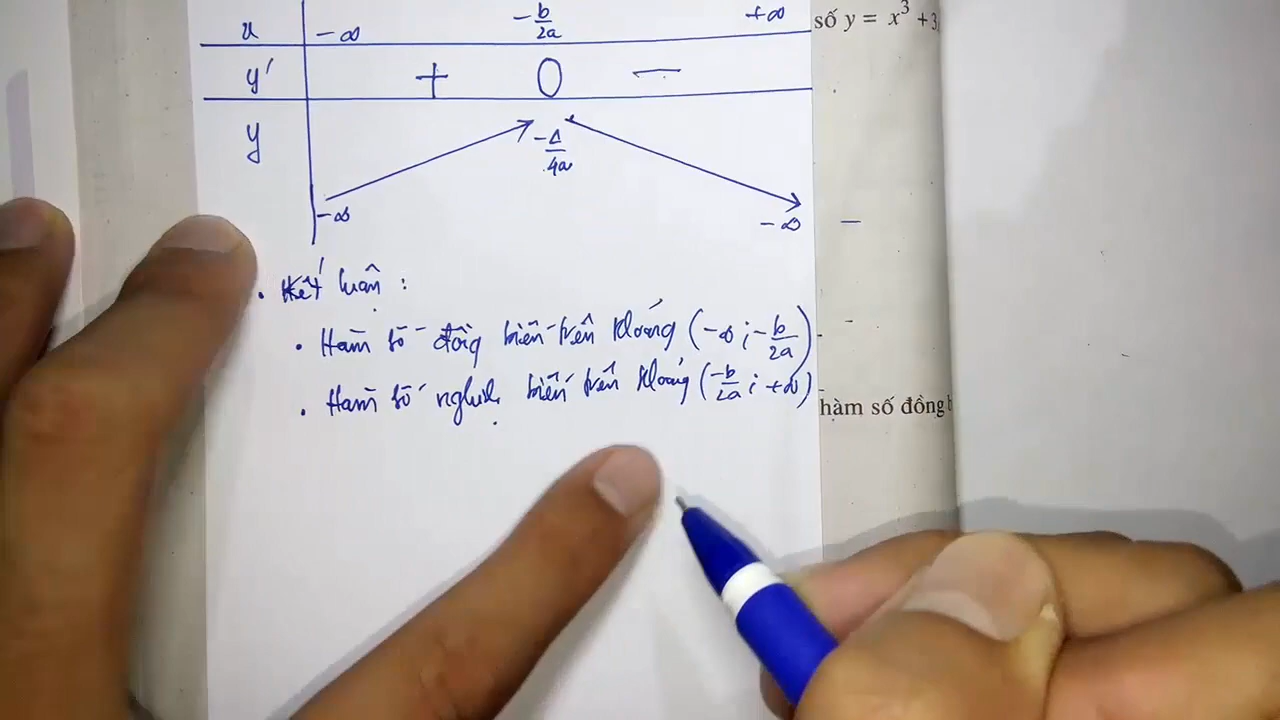 x -∞ -b/2a +∞
y' + 0 -
y -Δ/4a
-∞ -∞
• Kết luận :
• Hàm số đồng biến trên khoảng (-∞ ; -b/2a)
• Hàm số nghịch biến trên khoảng (-b/2a ; +∞)
số y = x³ + 3
hàm số đồng b